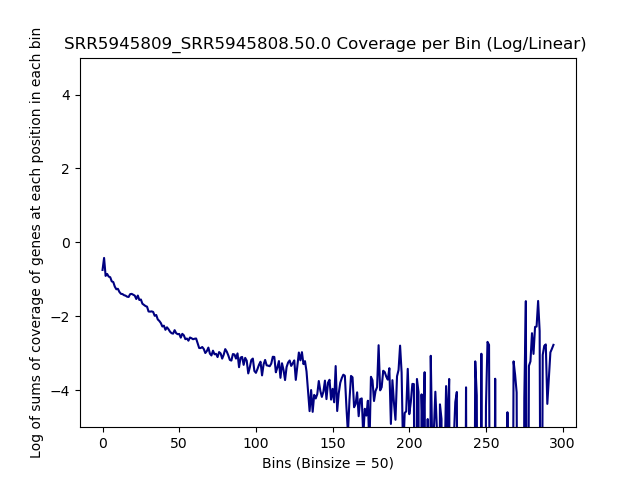 SRR5945809_SRR5945808.50.0 Coverage per Bin (Log/Linear)
Log of sums of coverage of genes at each position in each bin
4
2
0
−2
−4
0 50 100 150 200 250 300
Bins (Binsize = 50)